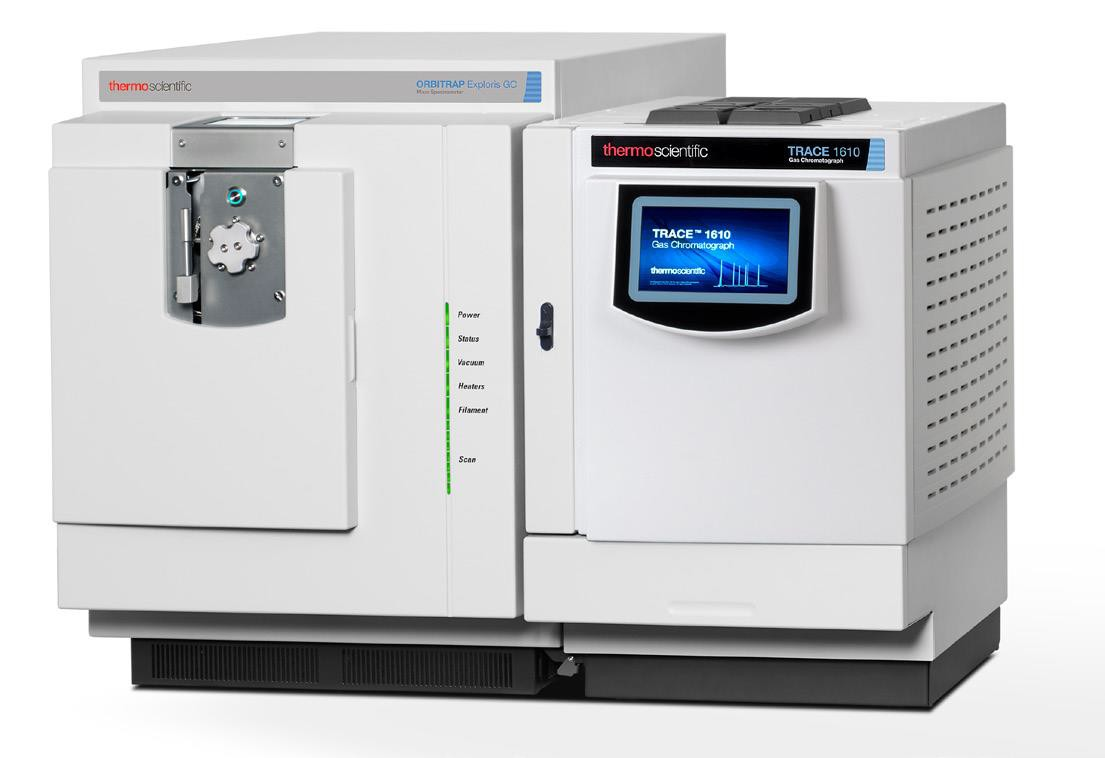 thermoscientific
ORBITRAP Exploris GC
Mass Spectrometer
thermoscientific
TRACE 1610
Gas Chromatograph
TRACE™ 1610
Gas Chromatograph
thermoscientific
Power
Status
Vacuum
Heaters
Filament
Scan